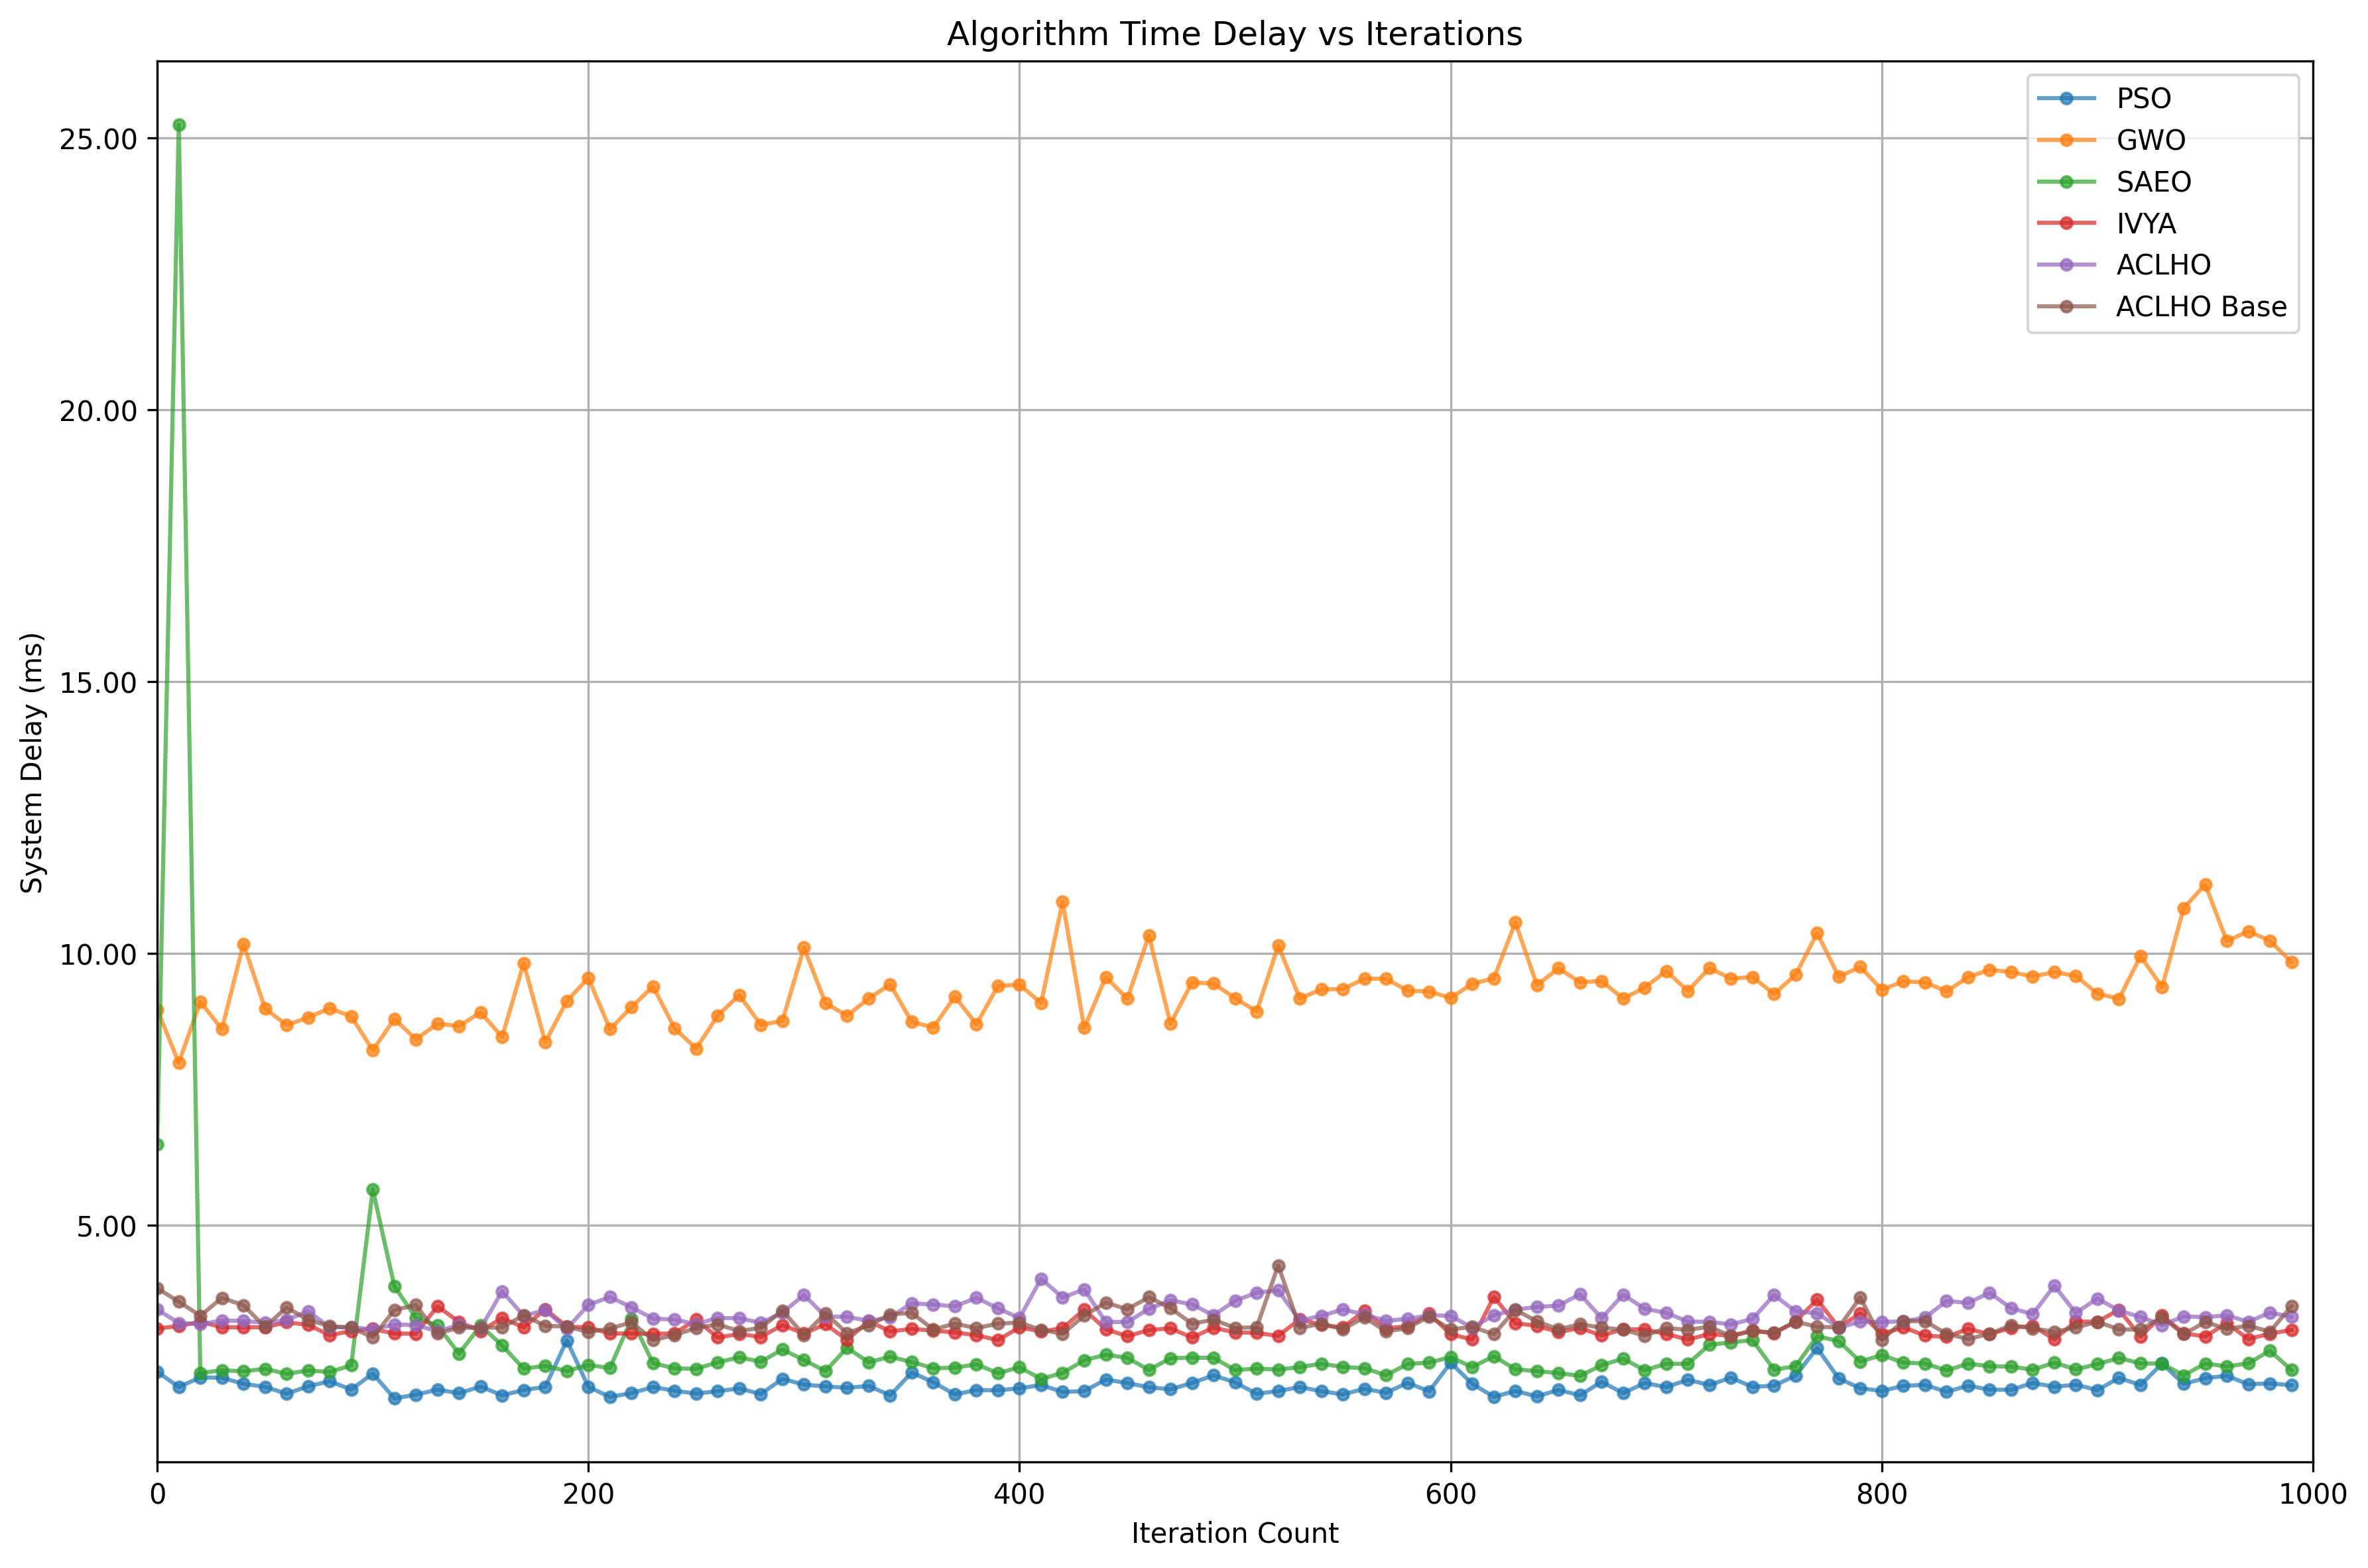 Algorithm Time Delay vs Iterations
25.00
20.00
15.00
10.00
5.00
System Delay (ms)
PSO
GWO
SAEO
IVYA
ACLHO
ACLHO Base
0 200 400 600 800 1000
Iteration Count